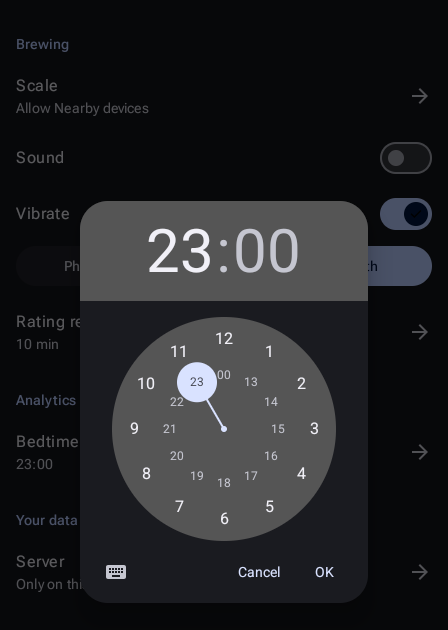 Brewing
Scale
Allow Nearby devices
Sound
Vibrate
23:00
Ph
th
Rating re
10 min
12
11
1
23
00
13
10
2
22
14
9
21
15
3
20
16
8
4
19
17
18
7
5
6
Analytics
Bedtime
23:00
Your data
Server
Only on thi
Cancel
OK